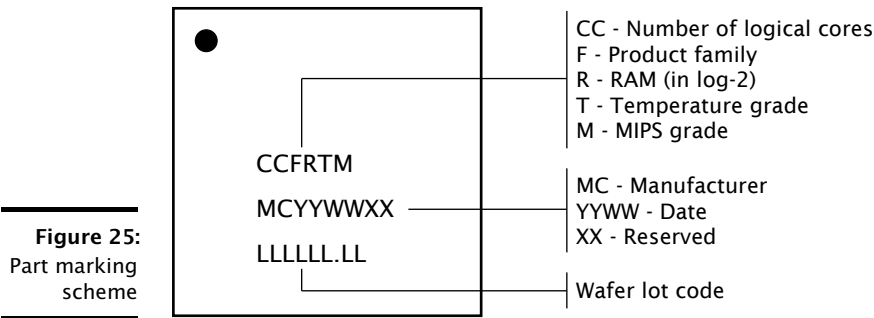 CC - Number of logical cores
F - Product family
R - RAM (in log-2)
T - Temperature grade
M - MIPS grade
CCFRTM
MCYYWWXX
MC - Manufacturer
YYWW - Date
XX - Reserved
LLLLLL.LL
Wafer lot code
Figure 25:
Part marking
scheme